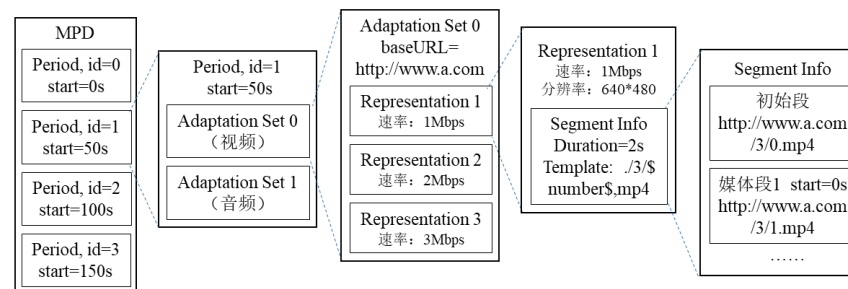 MPD
Period, id=0
start=0s
Period, id=1
start=50s
Period, id=2
start=100s
Period, id=3
start=150s
Period, id=1
start=50s
Adaptation Set 0
（视频）
Adaptation Set 1
（音频）
Adaptation Set 0
baseURL=
http://www.a.com
Representation 1
速率：1Mbps
Representation 2
速率：2Mbps
Representation 3
速率：3Mbps
Representation 1
速率：1Mbps
分辨率：640*480
Segment Info
Duration=2s
Template: ./3/$
number$,mp4
Segment Info
初始段
http://www.a.com
/3/0.mp4
媒体段1 start=0s
http://www.a.com
/3/1.mp4
……